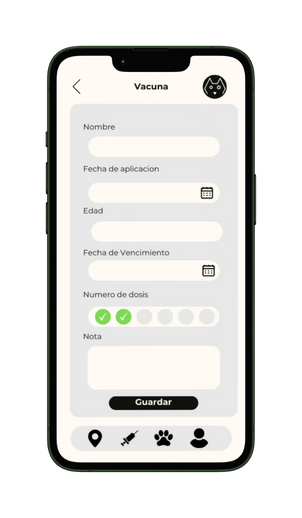 Vacuna
Nombre
Fecha de aplicacion
Edad
Fecha de Vencimiento
Numero de dosis
Nota
Guardar